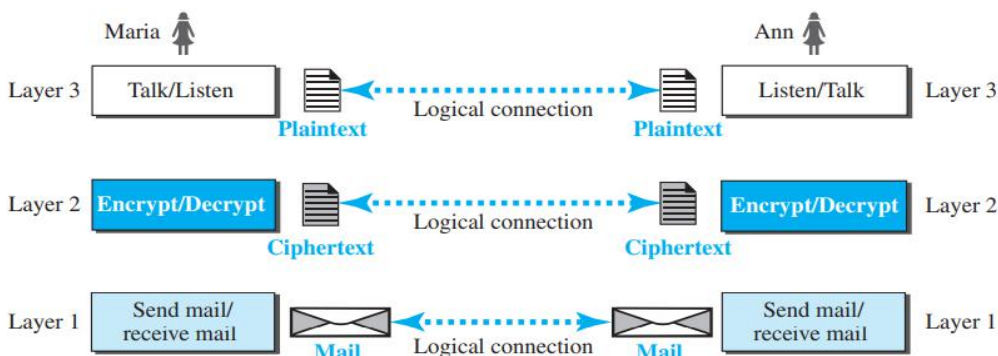 Maria
Ann
Layer 3
Talk/Listen
Plaintext
Logical connection
Plaintext
Listen/Talk
Layer 3
Layer 2
Encrypt/Decrypt
Ciphertext
Logical connection
Ciphertext
Encrypt/Decrypt
Layer 2
Layer 1
Send mail/
receive mail
Mail
Logical connection
Mail
Send mail/
receive mail
Layer 1